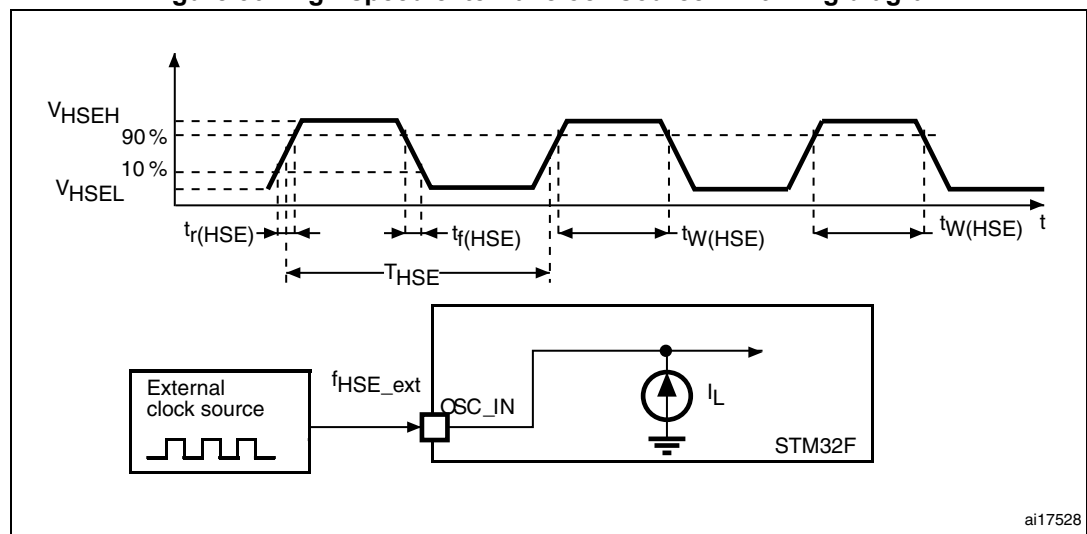 VHSEH
90 %
10 %
VHSEL
tr(HSE)
tf(HSE)
tW(HSE)
tW(HSE)
t
THSE
External
clock source
fHSE_ext
OSC_IN
IL
STM32F
ai17528